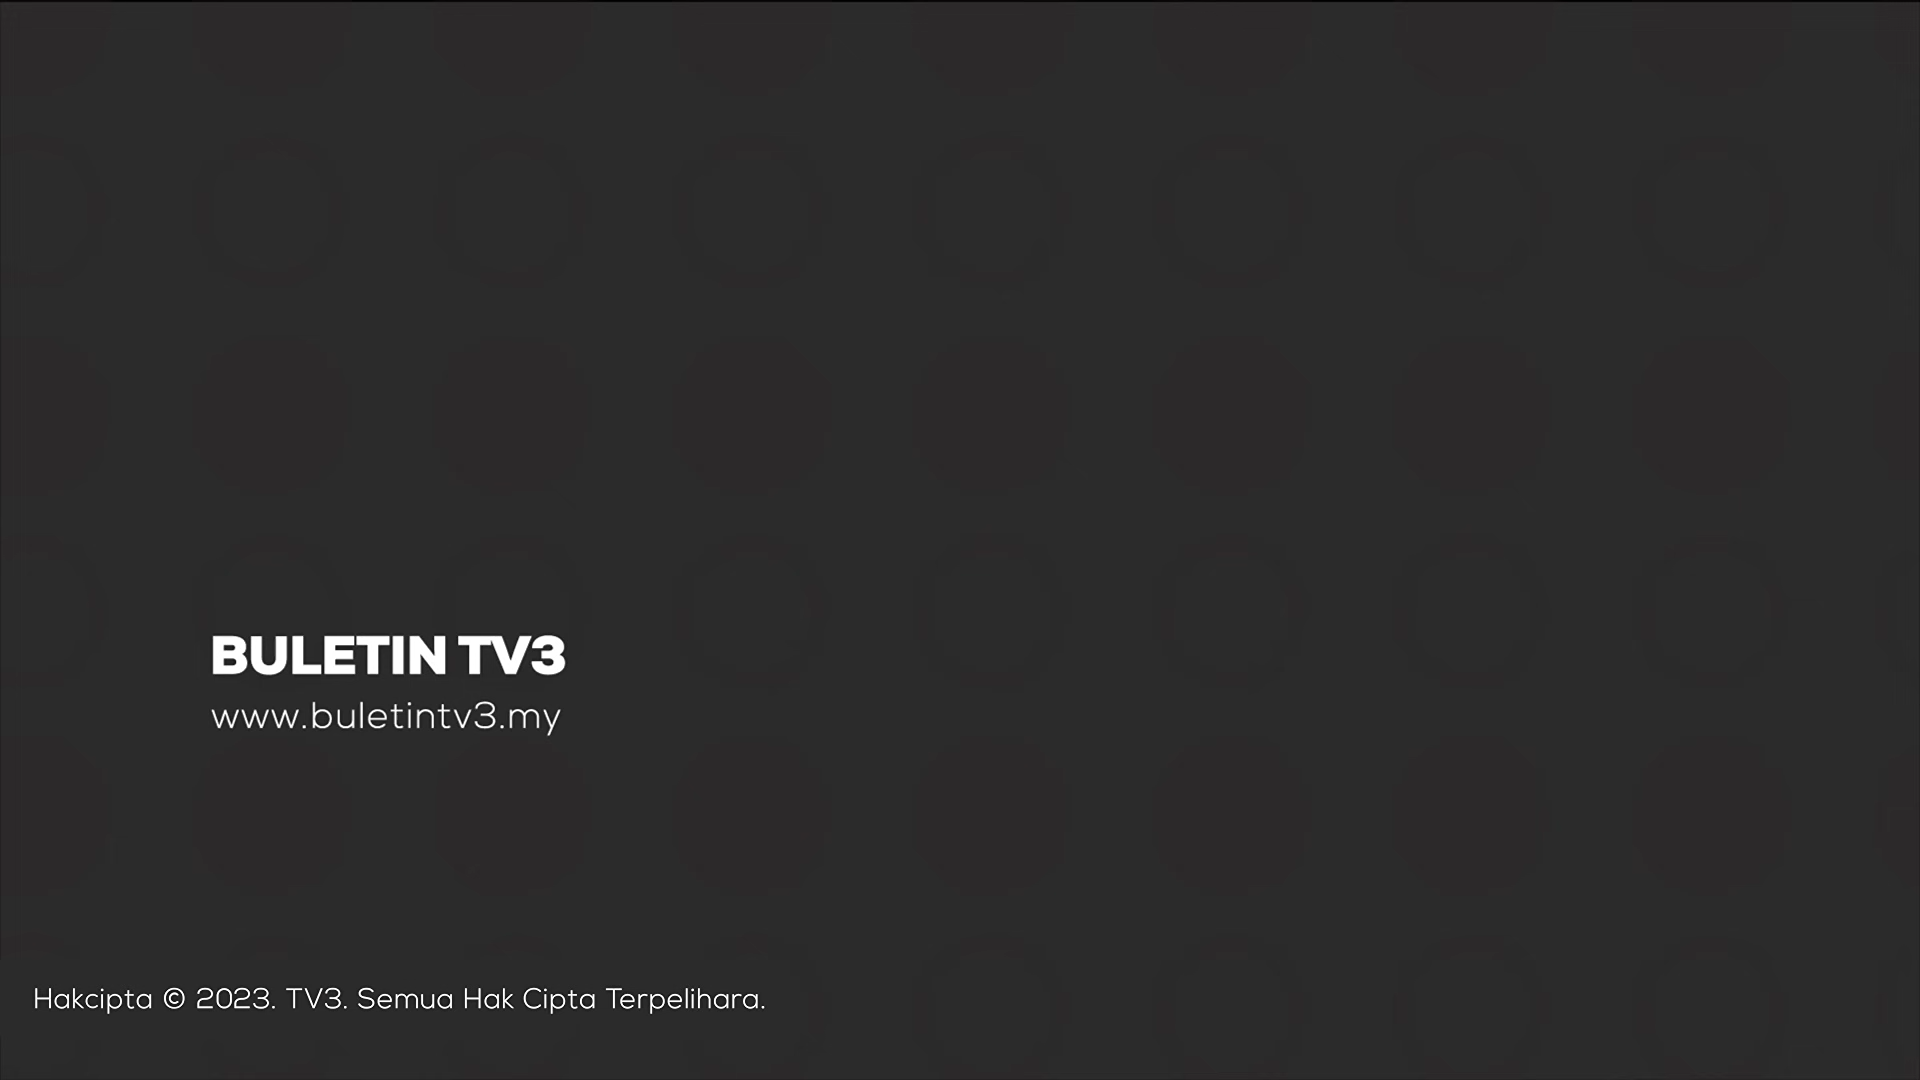 BULETIN TV3
www.buletintv3.my
Hakcipta © 2023. TV3. Semua Hak Cipta Terpelihara.